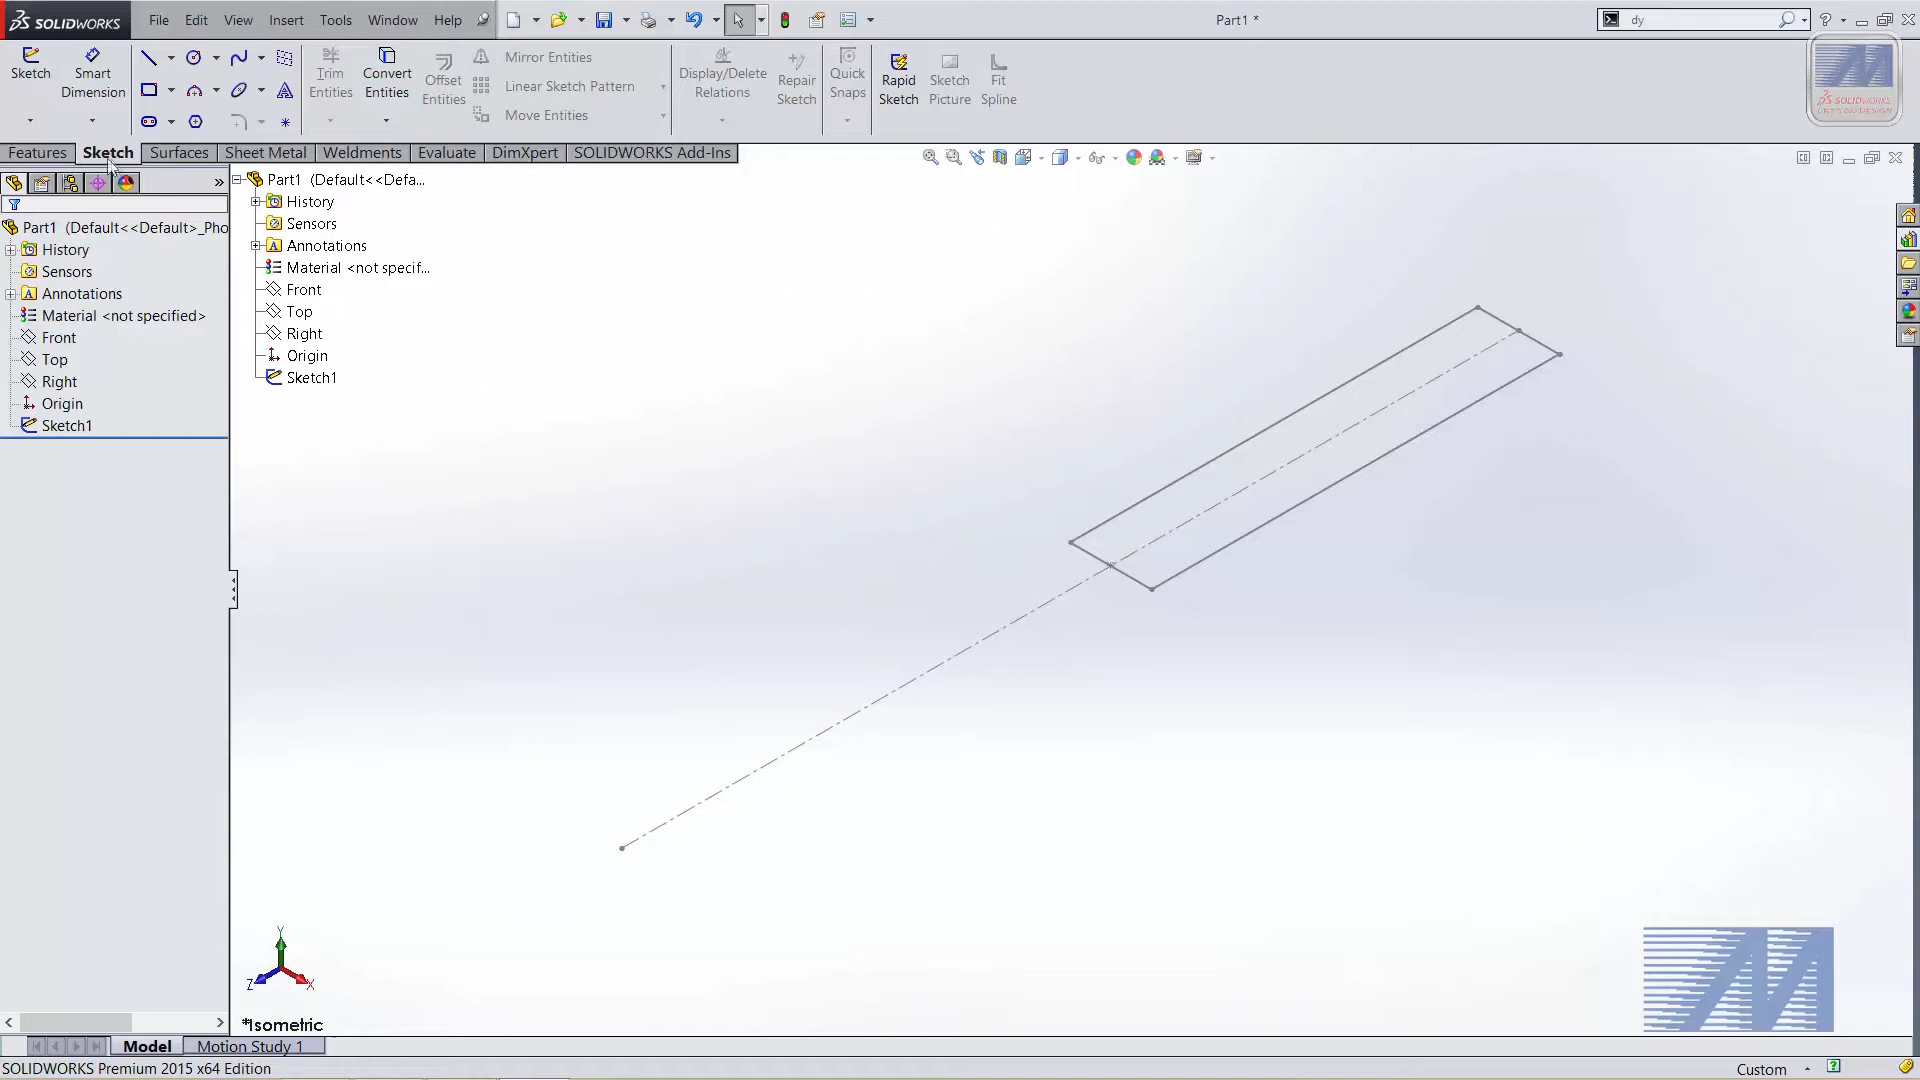 SOLIDWORKS File Edit View Insert Tools Window Help Part1 * dy
Sketch Smart Dimension Trim Entities Convert Entities Offset Entities Mirror Entities Linear Sketch Pattern Move Entities Display/Delete Relations Repair Sketch Quick Snaps Rapid Sketch Sketch Picture Fit Spline
SOLIDWORKS
LET'S GO DESIGN
Features Sketch Surfaces Sheet Metal Weldments Evaluate DimXpert SOLIDWORKS Add-Ins
Part1 (Default<<Default>_Pho
History
Sensors
Annotations
Material <not specified>
Front
Top
Right
Origin
Sketch1
Part1 (Default<<Defa...
History
Sensors
Annotations
Material <not specif...
Front
Top
Right
Origin
Sketch1
Y
Z
X
*Isometric
Model Motion Study 1
SOLIDWORKS Premium 2015 x64 Edition Custom